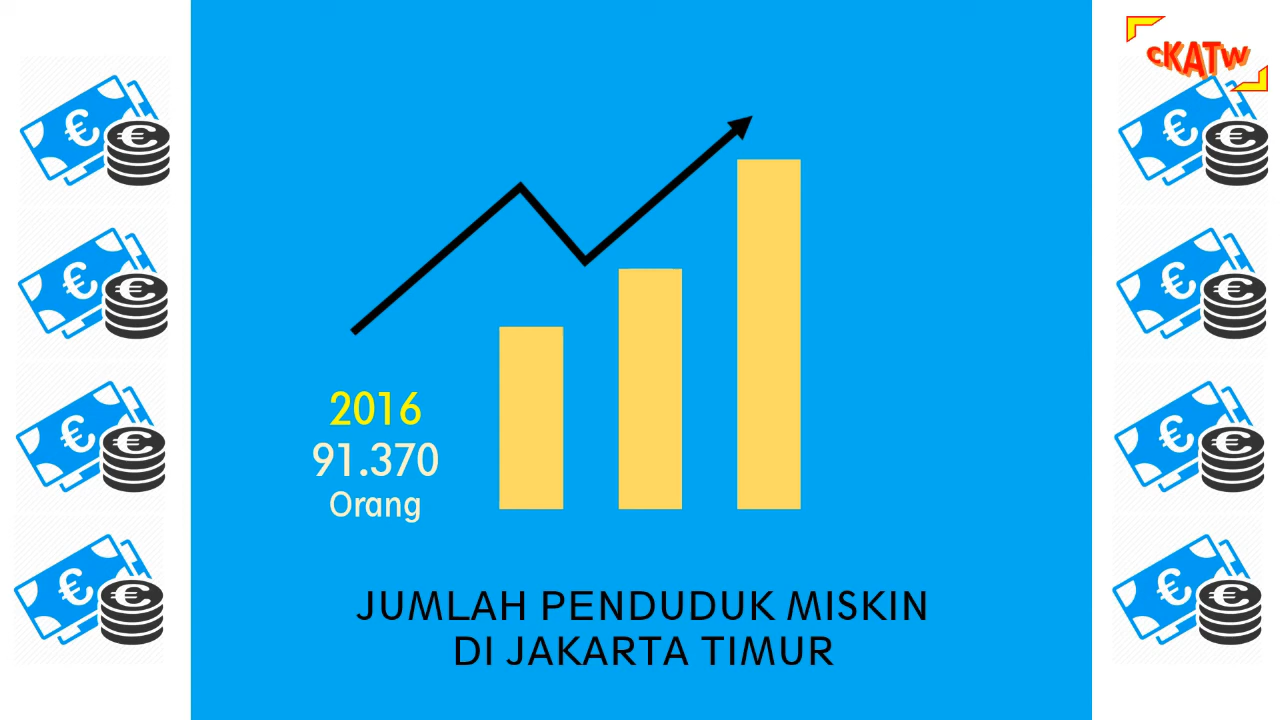 cKATw
2016
91.370
Orang
JUMLAH PENDUDUK MISKIN
DI JAKARTA TIMUR